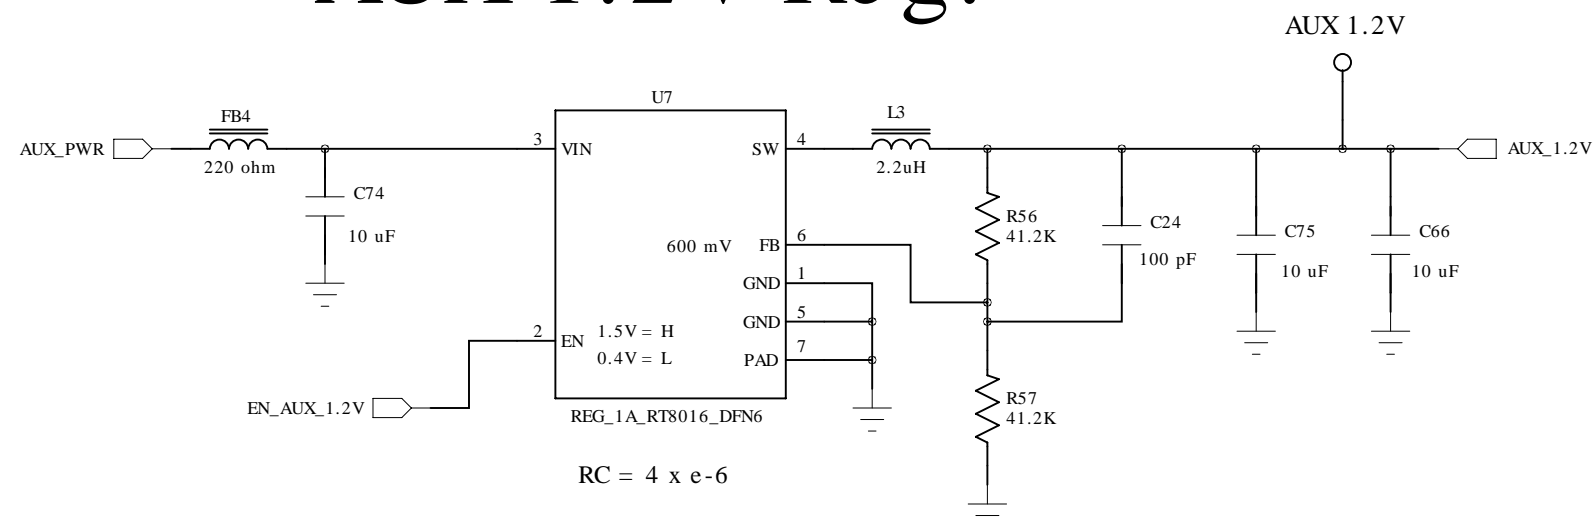 1.2V Reg.
AUX 1.2V
U7
FB4
L3
AUX_PWR
3
VIN
SW
4
AUX_1.2V
220 ohm
2.2uH
C74
10 uF
R56
41.2K
C24
100 pF
C75
10 uF
C66
10 uF
600 mV
FB
6
GND
1
GND
5
2
EN
1.5V = H
0.4V = L
PAD
7
EN_AUX_1.2V
REG_1A_RT8016_DFN6
R57
41.2K
RC = 4 x e-6